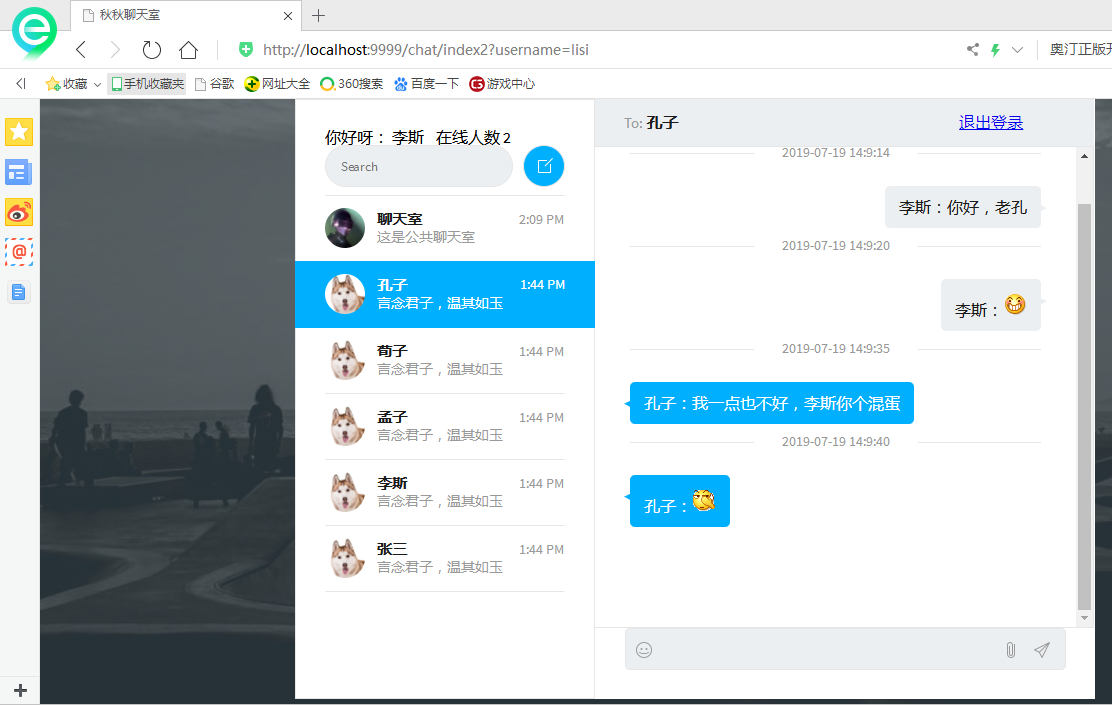 秋秋聊天室
http://localhost:9999/chat/index2?username=lisi
奥汀正版
收藏
手机收藏夹
谷歌
网址大全
360搜索
百度一下
游戏中心
你好呀： 李斯 在线人数2
Search
聊天室 2:09 PM
这是公共聊天室
孔子 1:44 PM
言念君子，温其如玉
荀子 1:44 PM
言念君子，温其如玉
孟子 1:44 PM
言念君子，温其如玉
李斯 1:44 PM
言念君子，温其如玉
张三 1:44 PM
言念君子，温其如玉
To: 孔子 退出登录
2019-07-19 14:9:14
李斯：你好，老孔
2019-07-19 14:9:20
李斯：
2019-07-19 14:9:35
孔子：我一点也不好，李斯你个混蛋
2019-07-19 14:9:40
孔子：